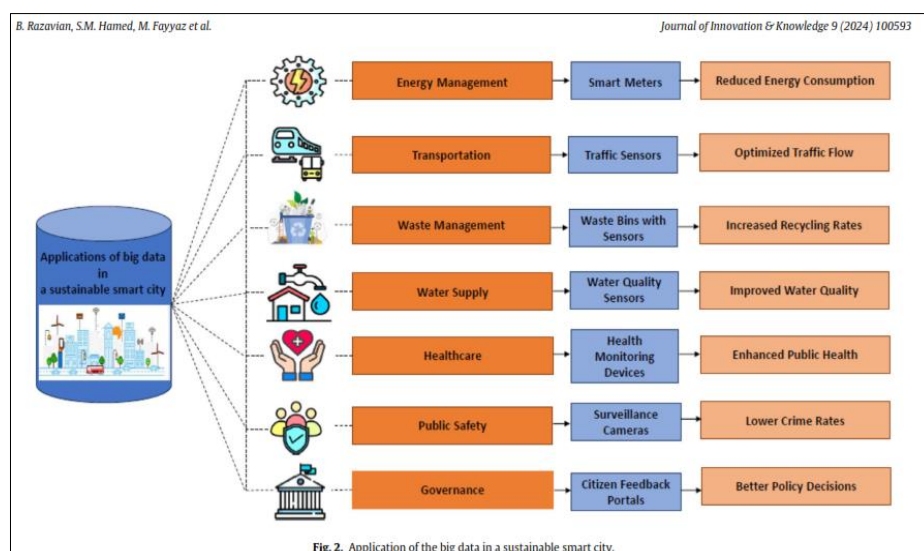 B. Razavian, S.M. Hamed, M. Fayyaz et al.
Journal of Innovation & Knowledge 9 (2024) 100593
Applications of big data
in
a sustainable smart city
Energy Management
Smart Meters
Reduced Energy Consumption
Transportation
Traffic Sensors
Optimized Traffic Flow
Waste Management
Waste Bins with
Sensors
Increased Recycling Rates
Water Supply
Water Quality
Sensors
Improved Water Quality
Healthcare
Health
Monitoring
Devices
Enhanced Public Health
Public Safety
Surveillance
Cameras
Lower Crime Rates
Governance
Citizen Feedback
Portals
Better Policy Decisions
Fig. 2. Application of the big data in a sustainable smart city.